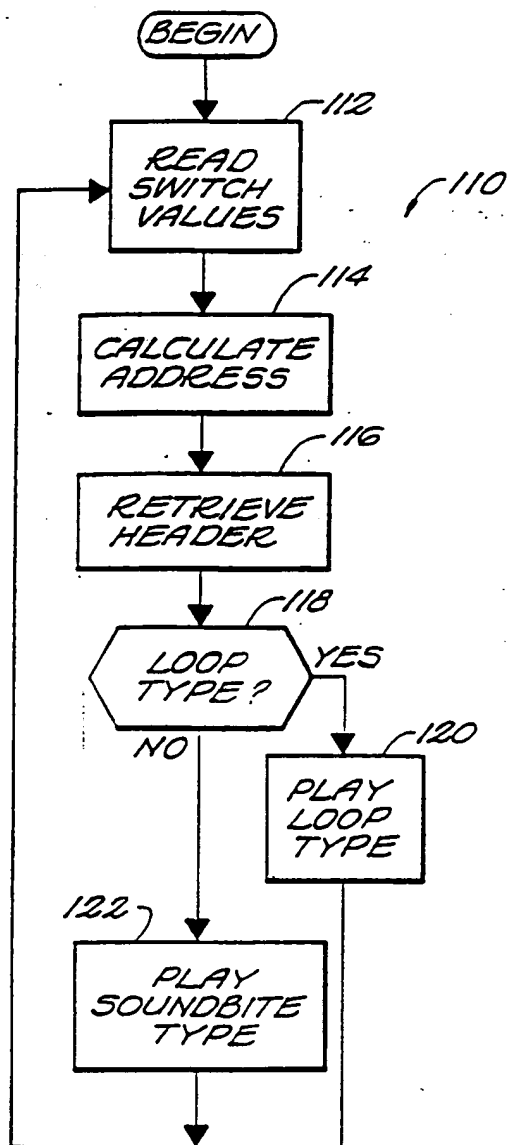 BEGIN
112
READ
SWITCH
VALUES
110
114
CALCULATE
ADDRESS
116
RETRIEVE
HEADER
118
LOOP
TYPE?
YES
NO
120
PLAY
LOOP
TYPE
122
PLAY
SOUNDBITE
TYPE